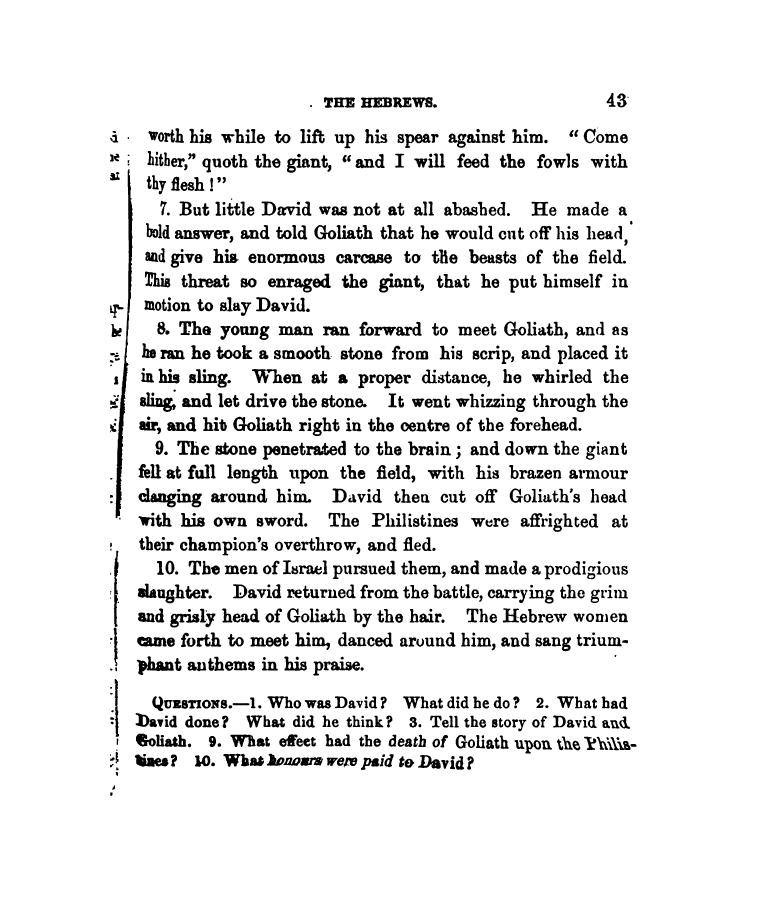 THE HEBREWS. 43
worth his while to lift up his spear against him. “Come
hither,” quoth the giant, “and I will feed the fowls with
thy flesh!”
7. But little David was not at all abashed. He made a
bold answer, and told Goliath that he would cut off his head,
and give his enormous carcase to the beasts of the field.
This threat so enraged the giant, that he put himself in
motion to slay David.
8. The young man ran forward to meet Goliath, and as
he ran he took a smooth stone from his scrip, and placed it
in his sling. When at a proper distance, he whirled the
sling, and let drive the stone. It went whizzing through the
air, and hit Goliath right in the centre of the forehead.
9. The stone penetrated to the brain; and down the giant
fell at full length upon the field, with his brazen armour
clanging around him. David then cut off Goliath’s head
with his own sword. The Philistines were affrighted at
their champion’s overthrow, and fled.
10. The men of Israel pursued them, and made a prodigious
slaughter. David returned from the battle, carrying the grim
and grisly head of Goliath by the hair. The Hebrew women
came forth to meet him, danced around him, and sang trium-
phant anthems in his praise.
QUESTIONS.—1. Who was David? What did he do? 2. What had
David done? What did he think? 3. Tell the story of David and
Goliath. 9. What effect had the death of Goliath upon the Philis-
tines? 10. What honours were paid to David?